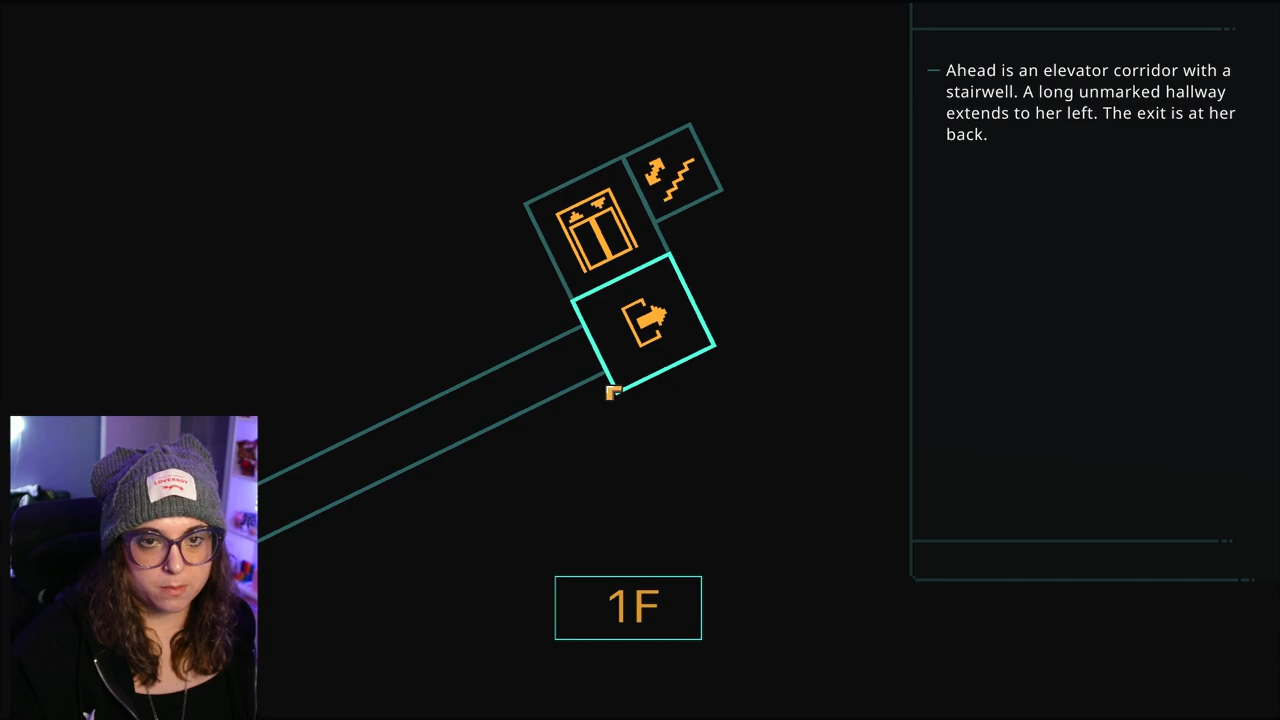 Ahead is an elevator corridor with a
stairwell. A long unmarked hallway
extends to her left. The exit is at her
back.
LOVERBOY
1F